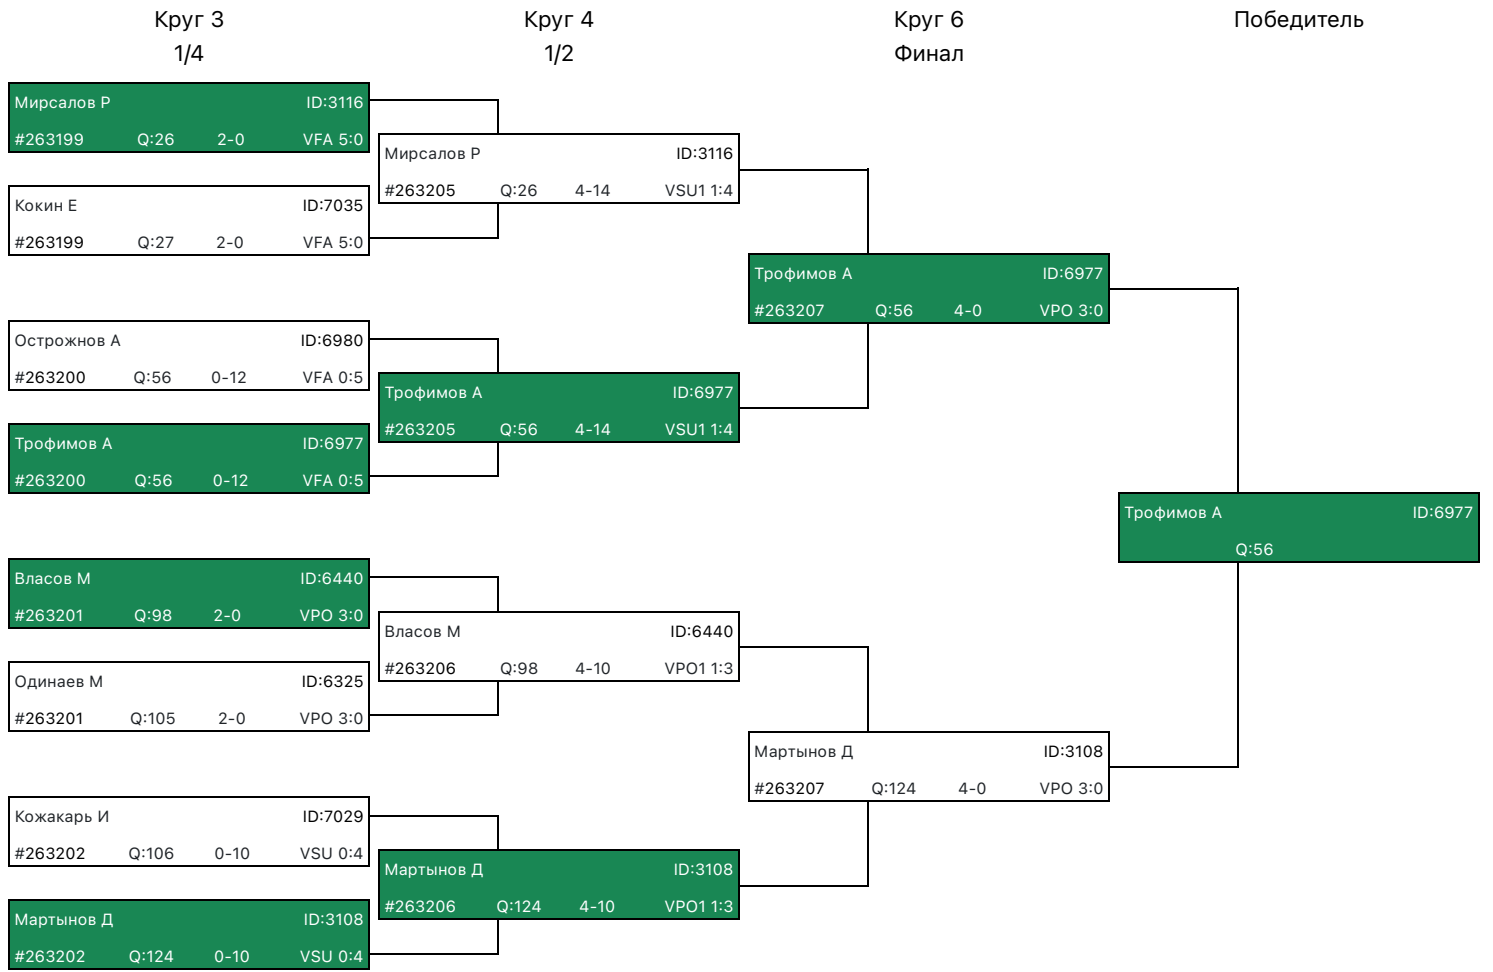 Круг 3
1/4
Круг 4
1/2
Круг 6
Финал
Победитель
Мирсалов Р ID:3116
#263199 Q:26 2-0 VFA 5:0
Кокин Е ID:7035
#263199 Q:27 2-0 VFA 5:0
Острожнов А ID:6980
#263200 Q:56 0-12 VFA 0:5
Трофимов А ID:6977
#263200 Q:56 0-12 VFA 0:5
Власов М ID:6440
#263201 Q:98 2-0 VPO 3:0
Одинаев М ID:6325
#263201 Q:105 2-0 VPO 3:0
Кожакарь И ID:7029
#263202 Q:106 0-10 VSU 0:4
Мартынов Д ID:3108
#263202 Q:124 0-10 VSU 0:4
Мирсалов Р ID:3116
#263205 Q:26 4-14 VSU1 1:4
Трофимов А ID:6977
#263205 Q:56 4-14 VSU1 1:4
Власов М ID:6440
#263206 Q:98 4-10 VPO1 1:3
Мартынов Д ID:3108
#263206 Q:124 4-10 VPO1 1:3
Трофимов А ID:6977
#263207 Q:56 4-0 VPO 3:0
Мартынов Д ID:3108
#263207 Q:124 4-0 VPO 3:0
Трофимов А ID:6977
Q:56